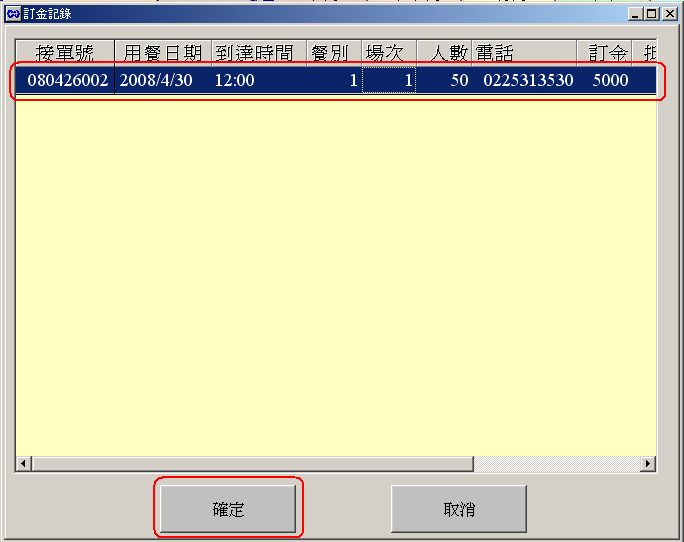 訂金記錄
接單號 用餐日期 到達時間 餐別 場次 人數 電話 訂金
080426002 2008/4/30 12:00 1 1 50 0225313530 5000
確定 取消